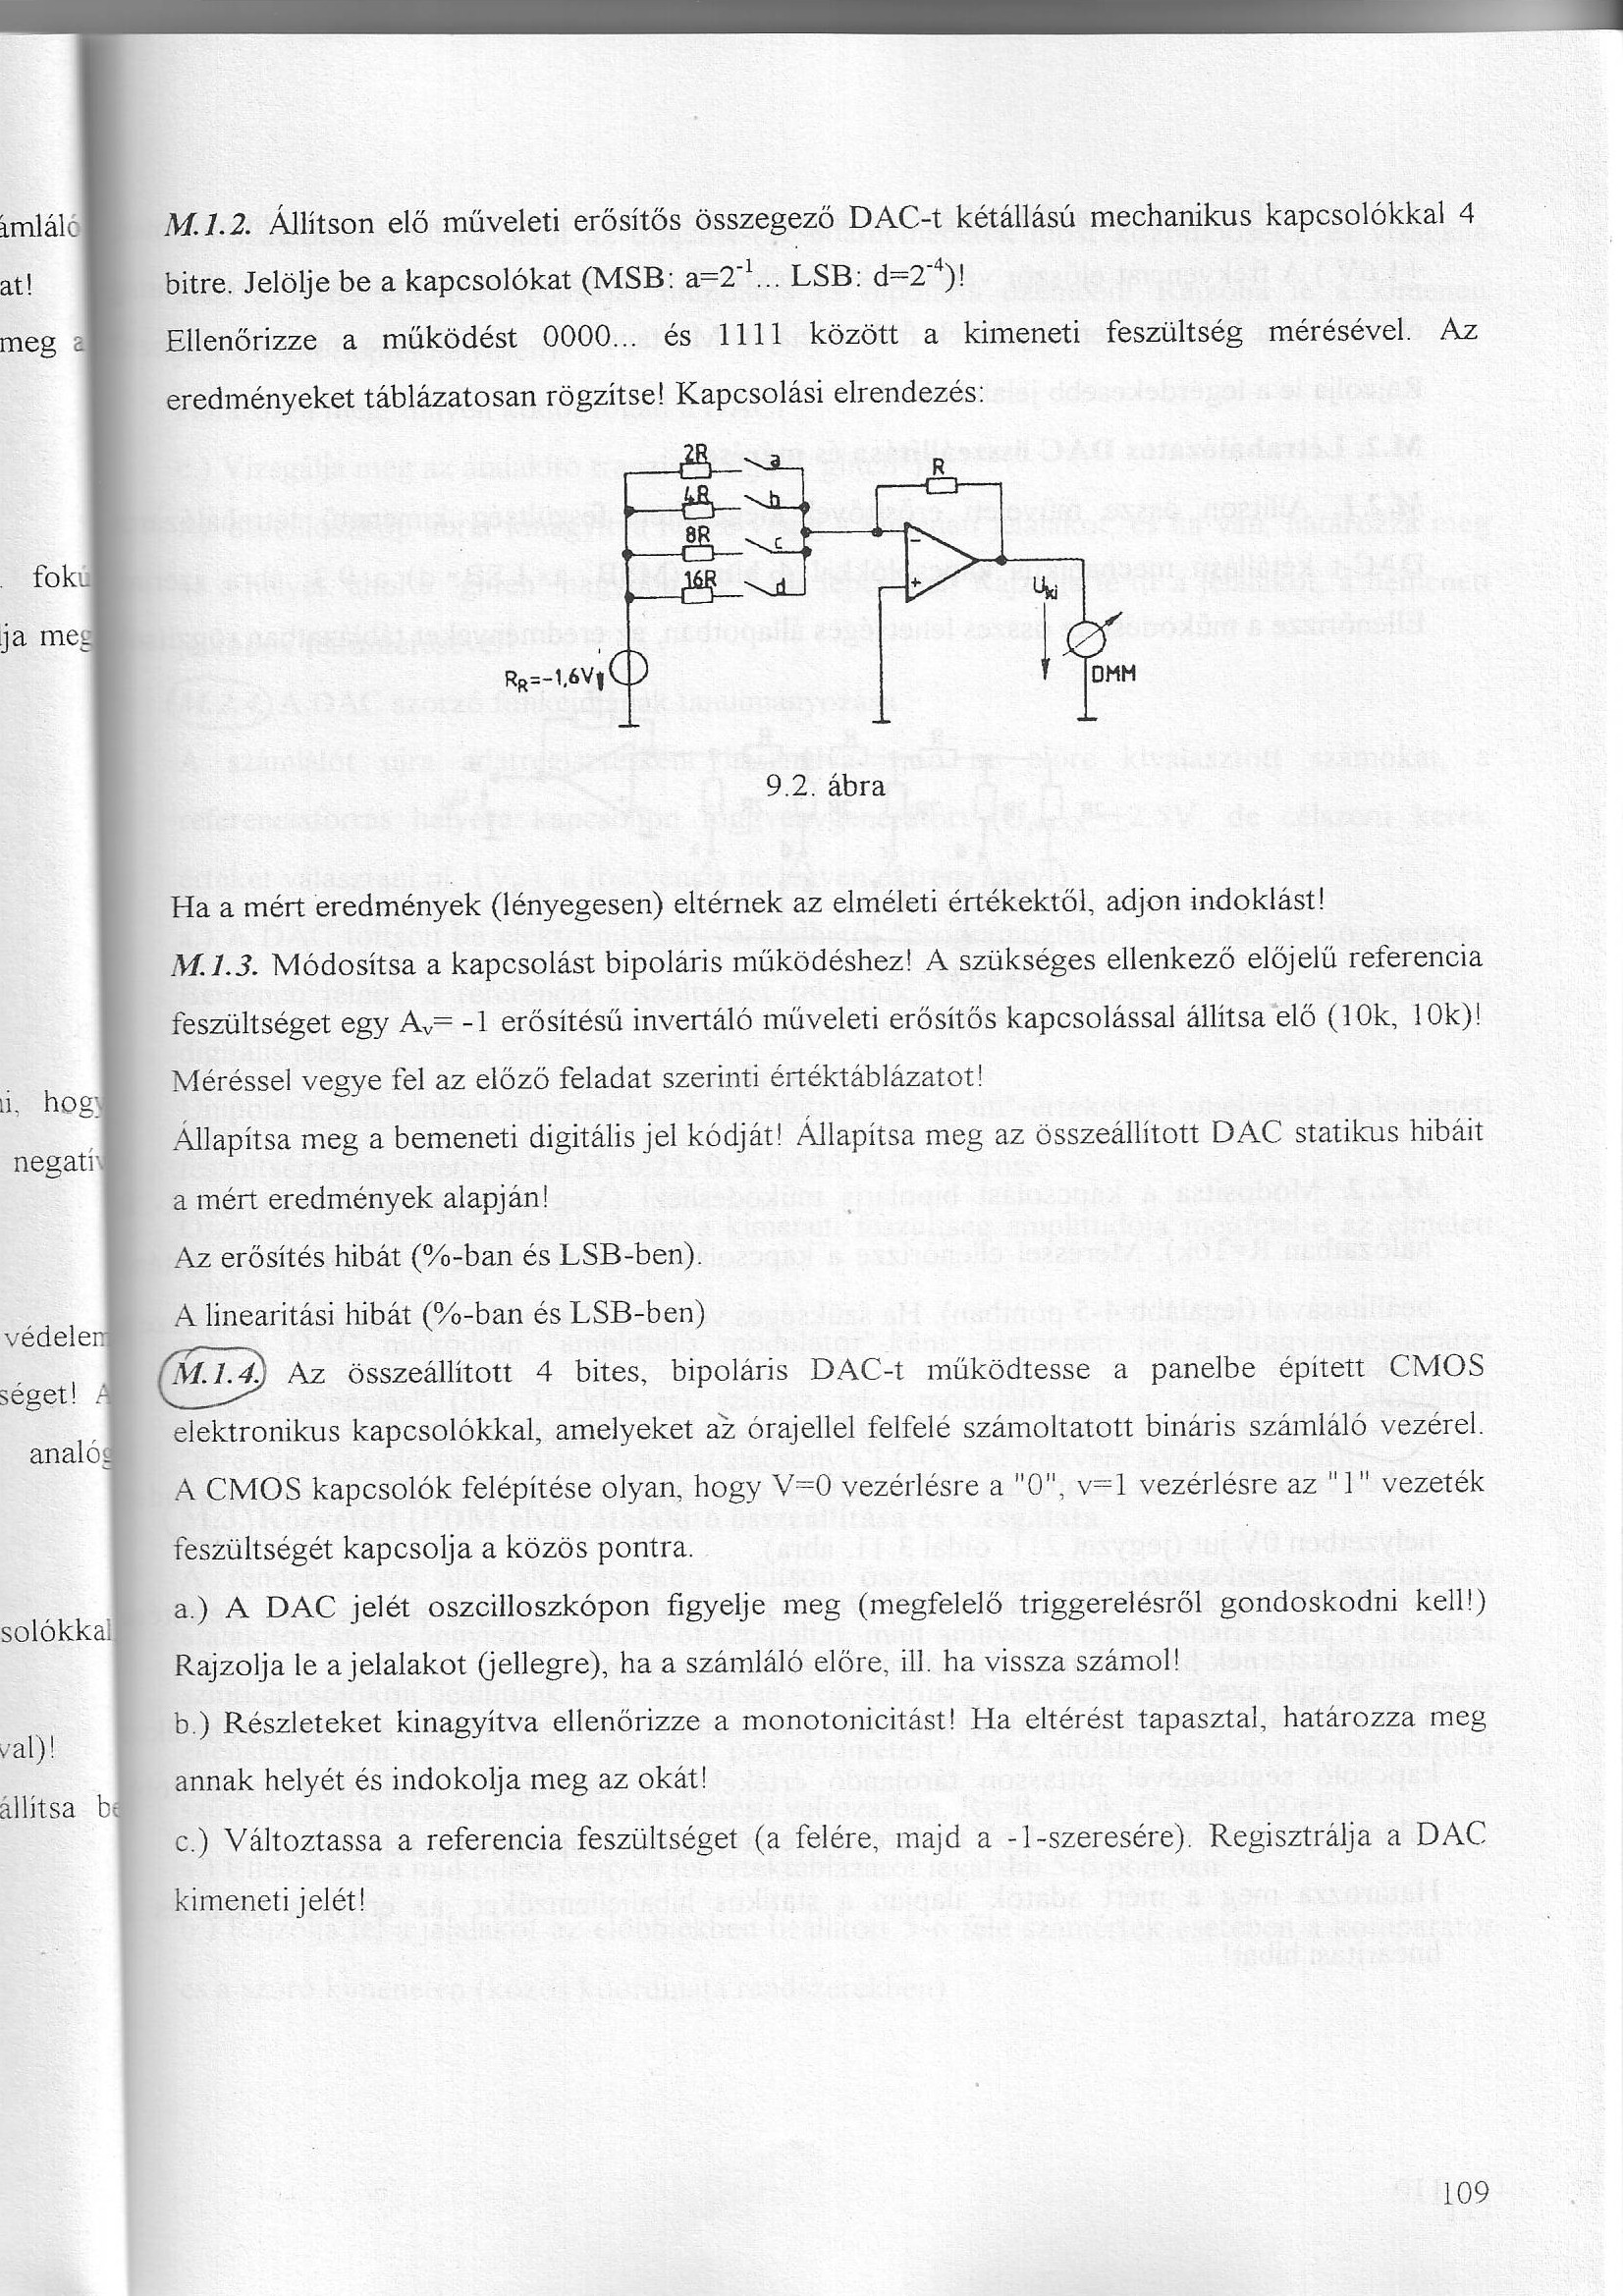 ámláló
at!
meg a
fokú
lja meg
ni, hogy
negatív
védelem
séget! A
analóg
solókkal
val)!
állítsa be
M.1.2. Állítson elő műveleti erősítős összegező DAC-t kétállású mechanikus kapcsolókkal 4
bitre. Jelölje be a kapcsolókat (MSB: a=2⁻¹... LSB: d=2⁻⁴)!
Ellenőrizze a működést 0000... és 1111 között a kimeneti feszültség mérésével. Az
eredményeket táblázatosan rögzítse! Kapcsolási elrendezés:
2R a
4R b
8R c
16R d
R
-
+
Uki
RR=-1,6V
DMM
9.2. ábra
Ha a mért eredmények (lényegesen) eltérnek az elméleti értékektől, adjon indoklást!
M.1.3. Módosítsa a kapcsolást bipoláris működéshez! A szükséges ellenkező előjelű referencia
feszültséget egy Av= -1 erősítésű invertáló műveleti erősítős kapcsolással állítsa elő (10k, 10k)!
Méréssel vegye fel az előző feladat szerinti értéktáblázatot!
Állapítsa meg a bemeneti digitális jel kódját! Állapítsa meg az összeállított DAC statikus hibáit
a mért eredmények alapján!
Az erősítés hibát (%-ban és LSB-ben).
A linearitási hibát (%-ban és LSB-ben)
M.1.4. Az összeállított 4 bites, bipoláris DAC-t működtesse a panelbe épített CMOS
elektronikus kapcsolókkal, amelyeket az órajellel felfelé számoltatott bináris számláló vezérel.
A CMOS kapcsolók felépítése olyan, hogy V=0 vezérlésre a "0", v=1 vezérlésre az "1" vezeték
feszültségét kapcsolja a közös pontra.
a.) A DAC jelét oszcilloszkópon figyelje meg (megfelelő triggerelésről gondoskodni kell!)
Rajzolja le a jelalakot (jellegre), ha a számláló előre, ill. ha vissza számol!
b.) Részleteket kinagyítva ellenőrizze a monotonicitást! Ha eltérést tapasztal, határozza meg
annak helyét és indokolja meg az okát!
c.) Változtassa a referencia feszültséget (a felére, majd a -1-szeresére). Regisztrálja a DAC
kimeneti jelét!
109